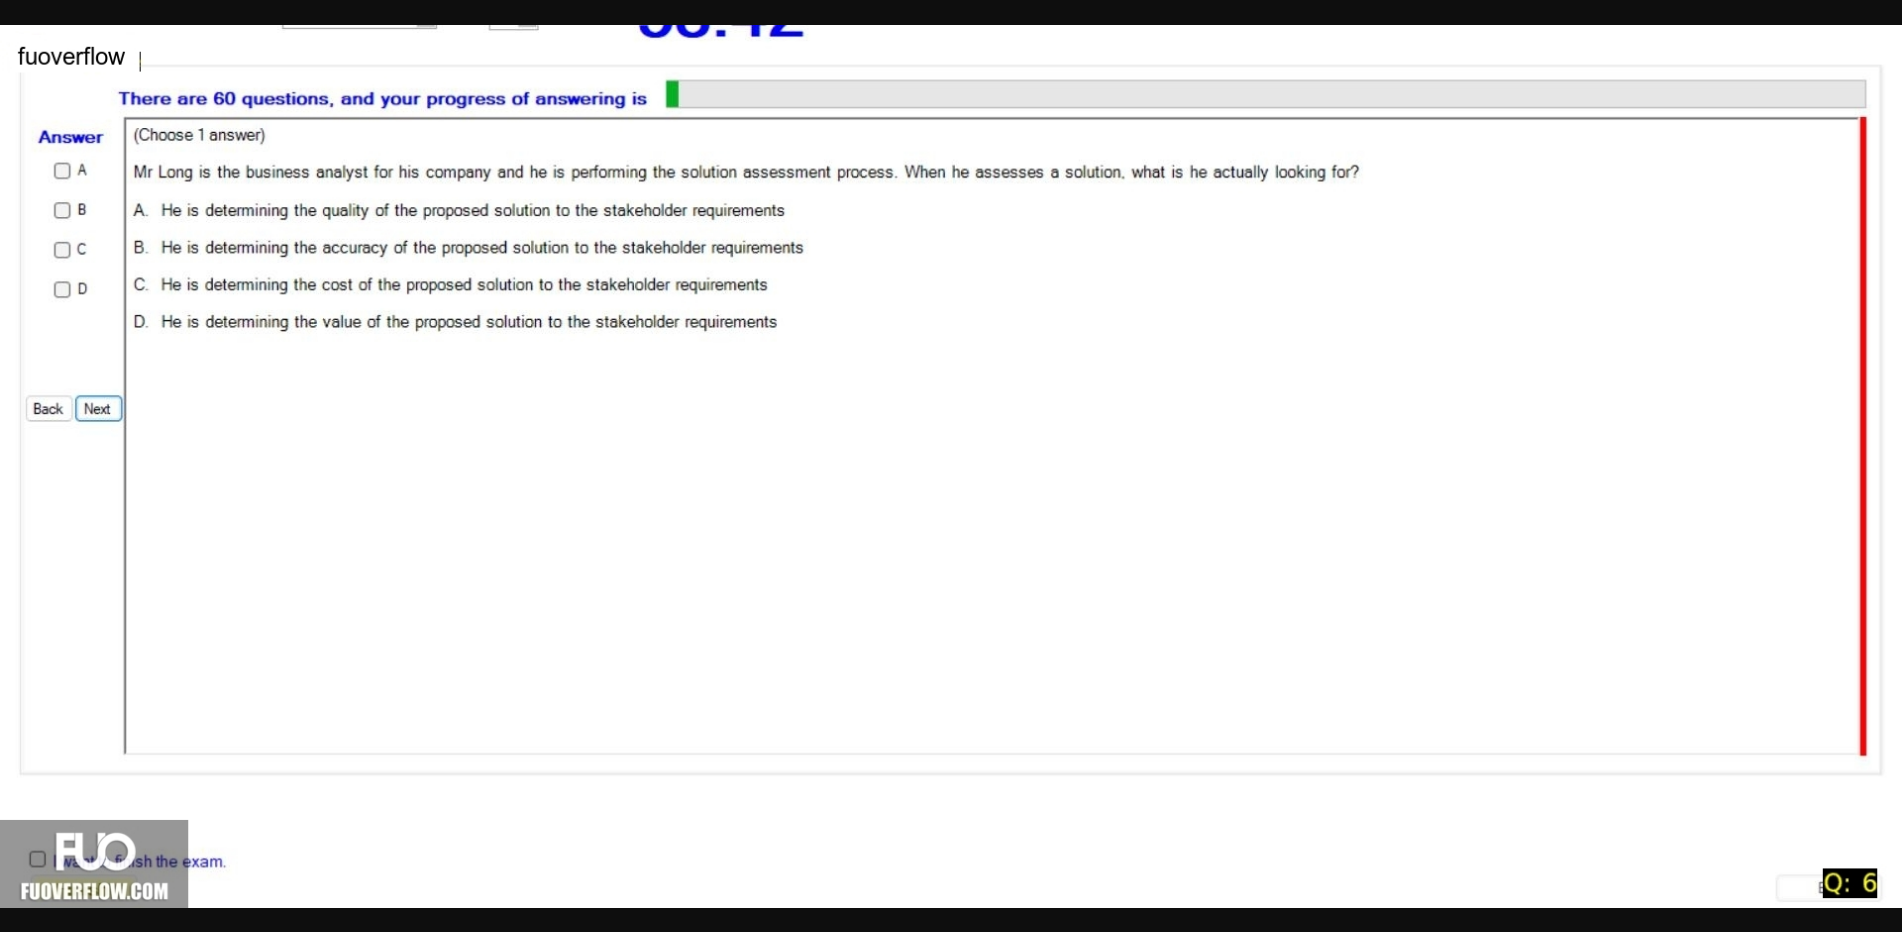 fuoverflow
There are 60 questions, and your progress of answering is
Answer
(Choose 1 answer)
A
Mr Long is the business analyst for his company and he is performing the solution assessment process. When he assesses a solution, what is he actually looking for?
B
A. He is determining the quality of the proposed solution to the stakeholder requirements
C
B. He is determining the accuracy of the proposed solution to the stakeholder requirements
D
C. He is determining the cost of the proposed solution to the stakeholder requirements
D. He is determining the value of the proposed solution to the stakeholder requirements
Back Next
FUO
the exam.
FUOVERFLOW.COM
Q: 6